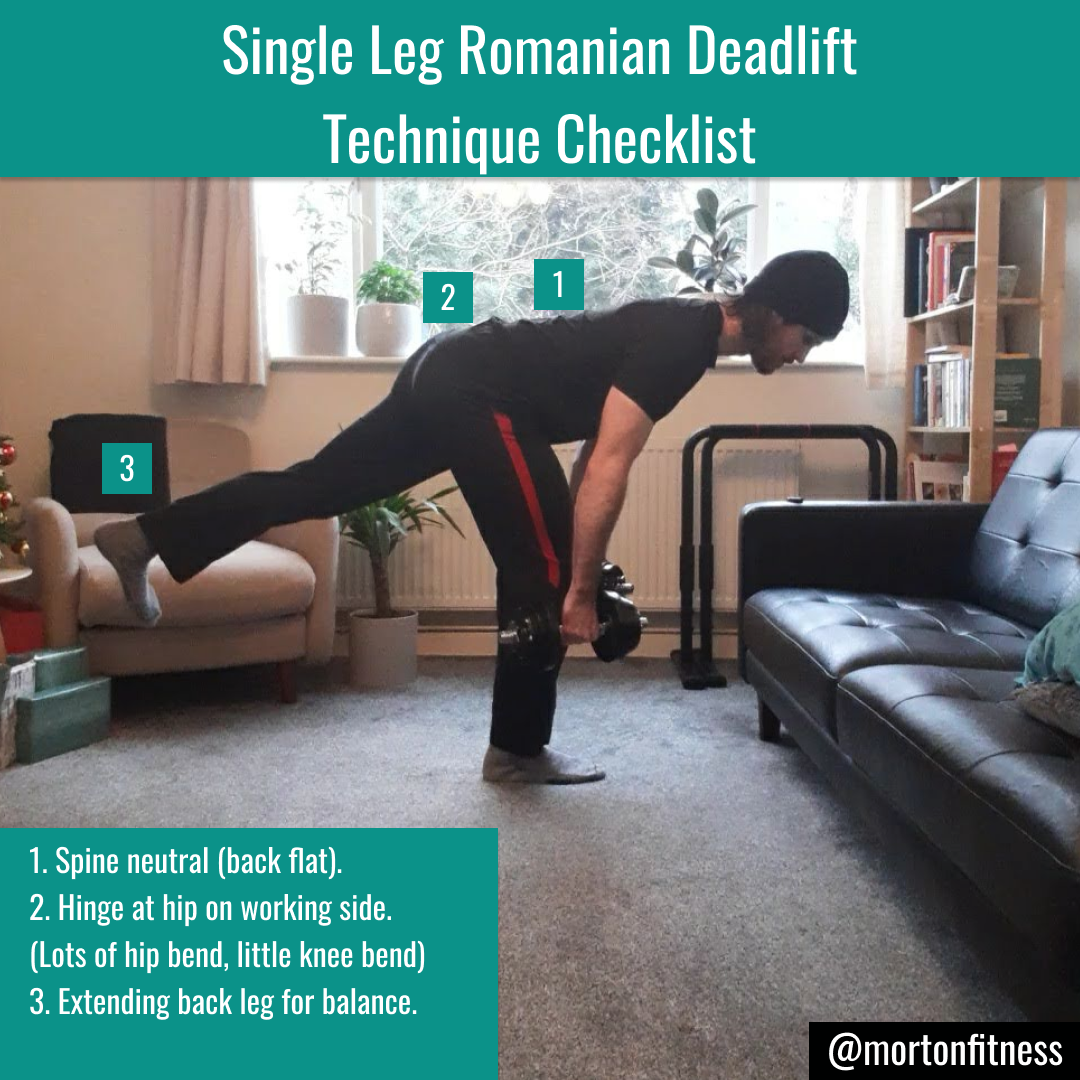 Single Leg Romanian Deadlift
Technique Checklist
2
1
3
1. Spine neutral (back flat).
2. Hinge at hip on working side.
(Lots of hip bend, little knee bend)
3. Extending back leg for balance.
@mortonfitness